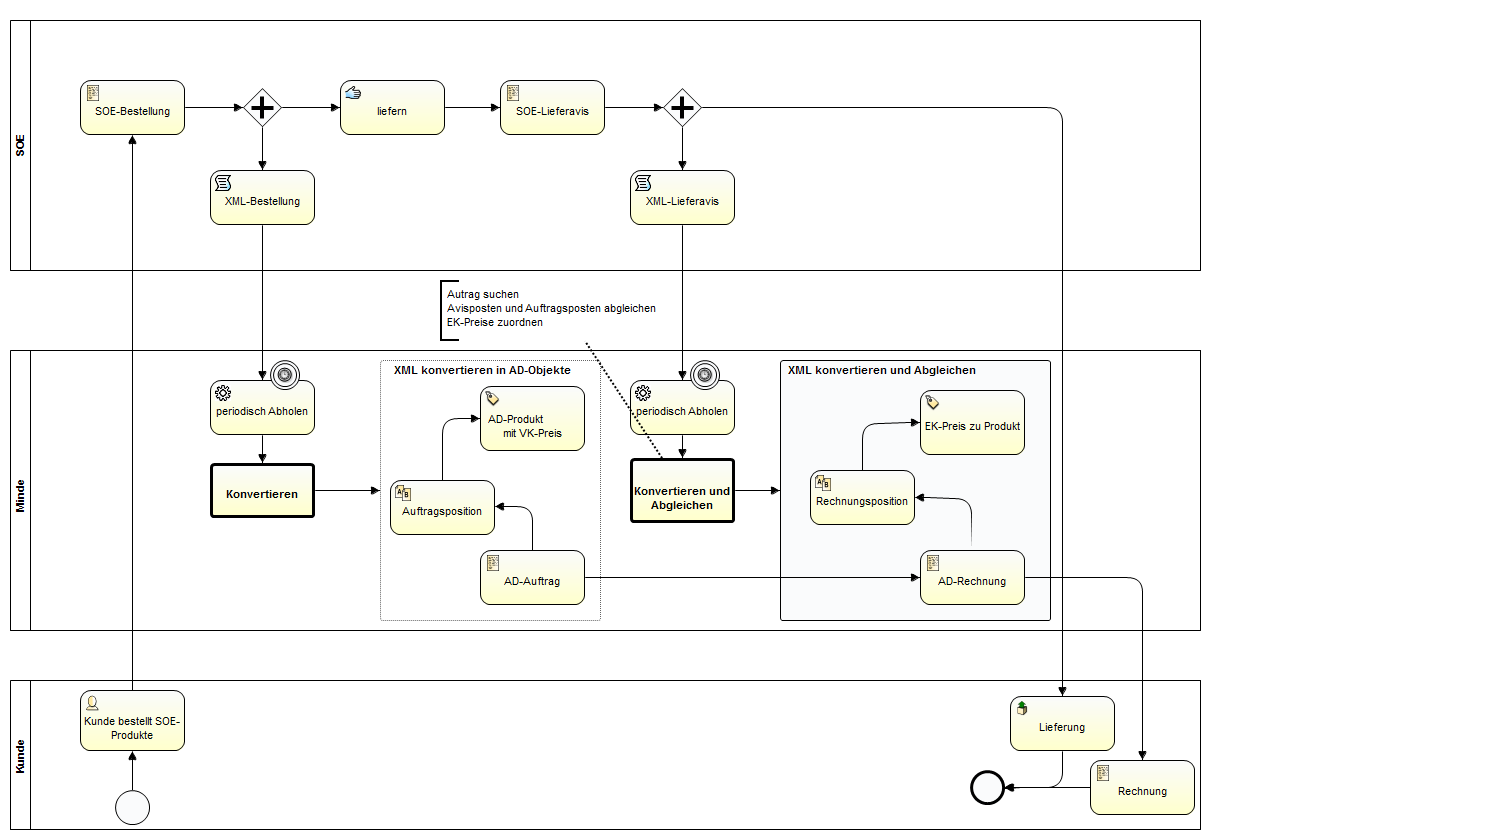 SOE
SOE-Bestellung
liefern
SOE-Lieferavis
XML-Bestellung
XML-Lieferavis
Autrag suchen
Avisposten und Auftragsposten abgleichen
EK-Preise zuordnen
Minde
periodisch Abholen
Konvertieren
XML konvertieren in AD-Objekte
AD-Produkt
mit VK-Preis
Auftragsposition
AD-Auftrag
periodisch Abholen
Konvertieren und
Abgleichen
XML konvertieren und Abgleichen
EK-Preis zu Produkt
Rechnungsposition
AD-Rechnung
Kunde
Kunde bestellt SOE-
Produkte
Lieferung
Rechnung